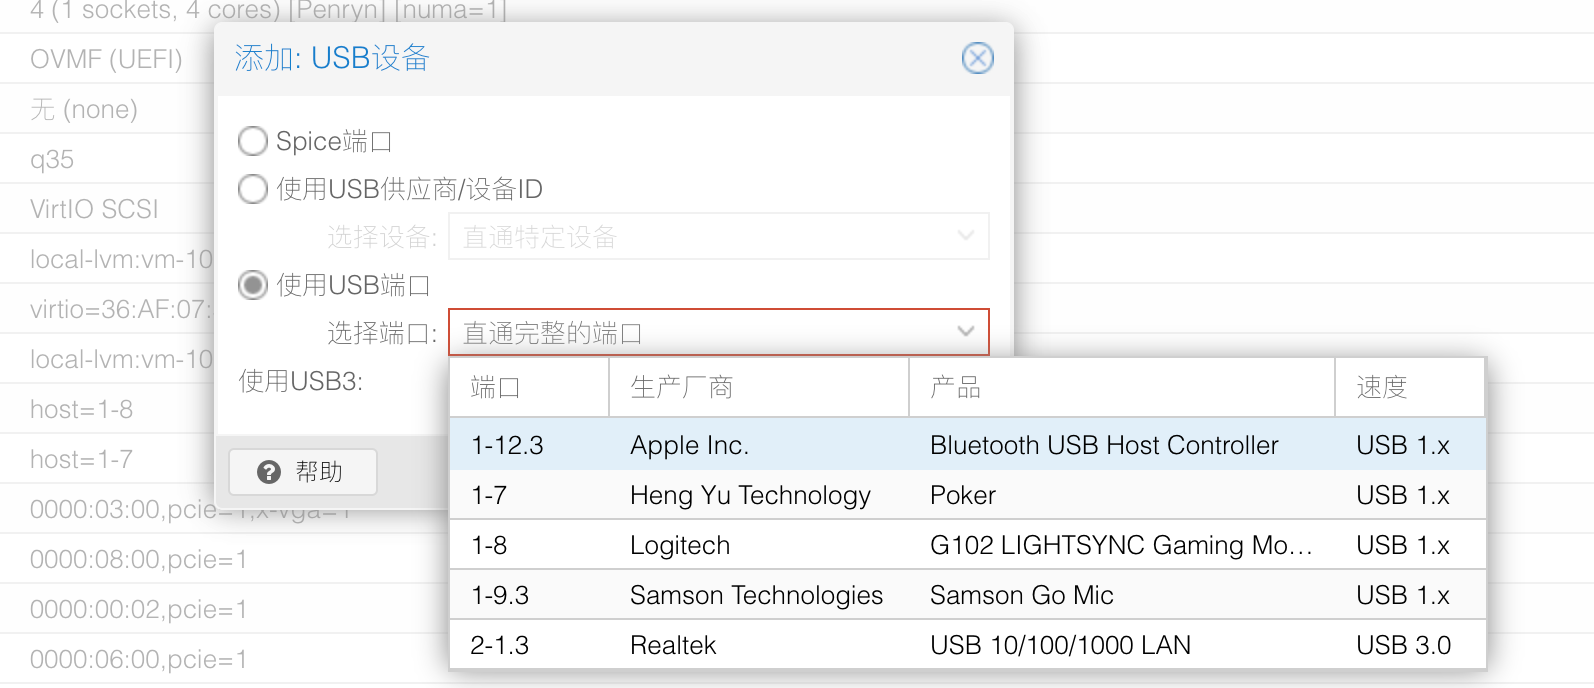 4 (1 sockets, 4 cores) [Penryn] [numa=1]
OVMF (UEFI)
无 (none)
q35
VirtIO SCSI
local-lvm:vm-10
virtio=36:AF:07:
local-lvm:vm-10
host=1-8
host=1-7
0000:03:00,pcie=1,x-vga=1
0000:08:00,pcie=1
0000:00:02,pcie=1
0000:06:00,pcie=1
添加: USB设备
Spice端口
使用USB供应商/设备ID
选择设备: 直通特定设备
使用USB端口
选择端口: 直通完整的端口
使用USB3:
帮助
端口 生产厂商 产品 速度
1-12.3 Apple Inc. Bluetooth USB Host Controller USB 1.x
1-7 Heng Yu Technology Poker USB 1.x
1-8 Logitech G102 LIGHTSYNC Gaming Mo... USB 1.x
1-9.3 Samson Technologies Samson Go Mic USB 1.x
2-1.3 Realtek USB 10/100/1000 LAN USB 3.0